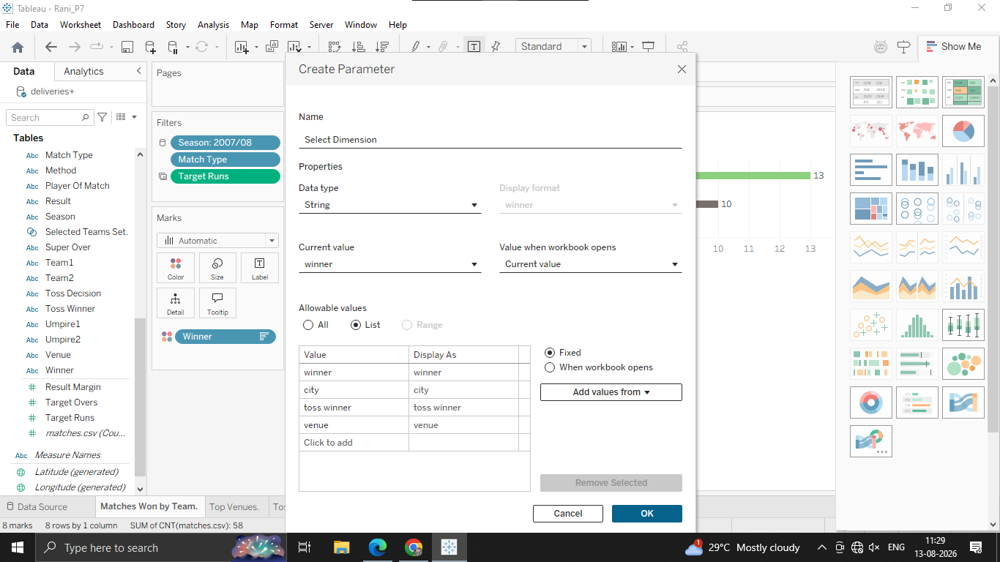 Tableau - Rani_P7
File Data Worksheet Dashboard Story Analysis Map Format Server Window Help
Standard
Show Me
Data Analytics
deliveries+
Search
Tables
Abc Match Type
Abc Method
Abc Player Of Match
Abc Result
Abc Season
Selected Teams Set.
Abc Super Over
Abc Team1
Abc Team2
Abc Toss Decision
Abc Toss Winner
Abc Umpire1
Abc Umpire2
Abc Venue
Abc Winner
Result Margin
Target Overs
Target Runs
matches.csv (Cou...
Abc Measure Names
Latitude (generated)
Longitude (generated)
Pages
Filters
Season: 2007/08
Match Type
Target Runs
Marks
Automatic
Color Size Label
Detail Tooltip
Winner
Create Parameter
Name
Select Dimension
Properties
Data type Display format
String winner
Current value Value when workbook opens
winner Current value
Allowable values
All List Range
Value Display As
winner winner
city city
toss winner toss winner
venue venue
Click to add
Fixed
When workbook opens
Add values from
Remove Selected
Cancel OK
13
10
10 11 12 13
Data Source Matches Won by Team. Top Venues. Tos
8 marks 8 rows by 1 column SUM of CNT(matches.csv): 58
Type here to search
1
29°C Mostly cloudy
ENG
11:29
13-08-2026